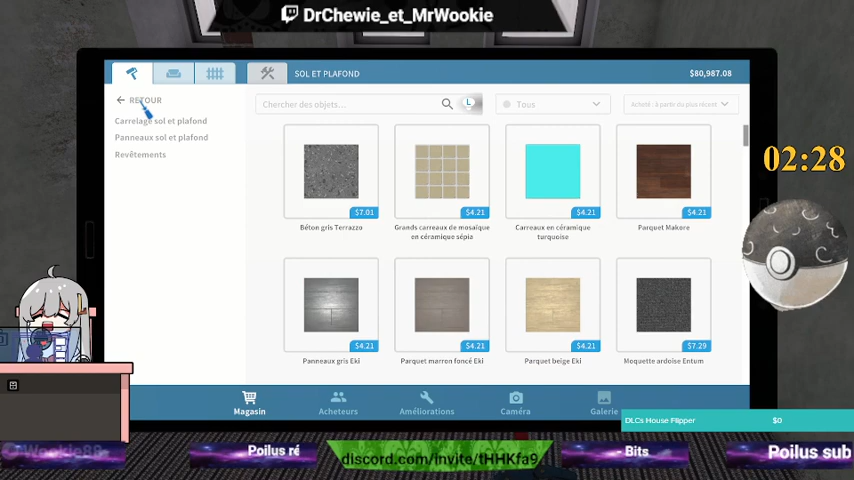 DrChewie_et_MrWookie
SOL ET PLAFOND
$80,987.08
RETOUR
Chercher des objets...
L
Tous
Acheté : à partir du plus récent
Carrelage sol et plafond
Panneaux sol et plafond
Revêtements
02:28
$7.01
$4.21
$4.21
$4.21
Béton gris Terrazzo
Grands carreaux de mosaïque
en céramique sépia
Carreaux en céramique
turquoise
Parquet Makore
$4.21
$4.21
$4.21
$7.29
Panneaux gris Eki
Parquet marron foncé Eki
Parquet beige Eki
Moquette ardoise Entum
Magasin
Acheteurs
Améliorations
Caméra
Galerie
DLCs House Flipper
$0
Poilus ré
discord.com/invite/tHHKfa9
- Bits
Poilus sub